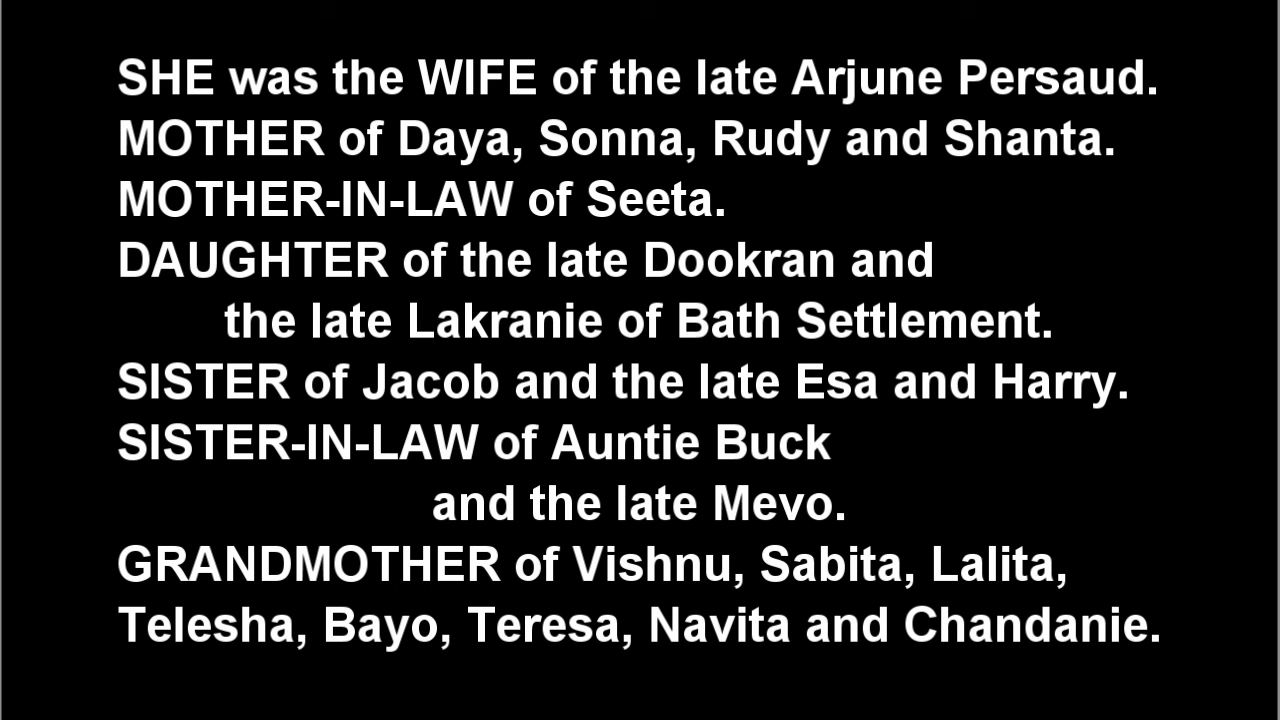 SHE was the WIFE of the late Arjune Persaud.
MOTHER of Daya, Sonna, Rudy and Shanta.
MOTHER-IN-LAW of Seeta.
DAUGHTER of the late Dookran and
the late Lakranie of Bath Settlement.
SISTER of Jacob and the late Esa and Harry.
SISTER-IN-LAW of Auntie Buck
and the late Mevo.
GRANDMOTHER of Vishnu, Sabita, Lalita,
Telesha, Bayo, Teresa, Navita and Chandanie.